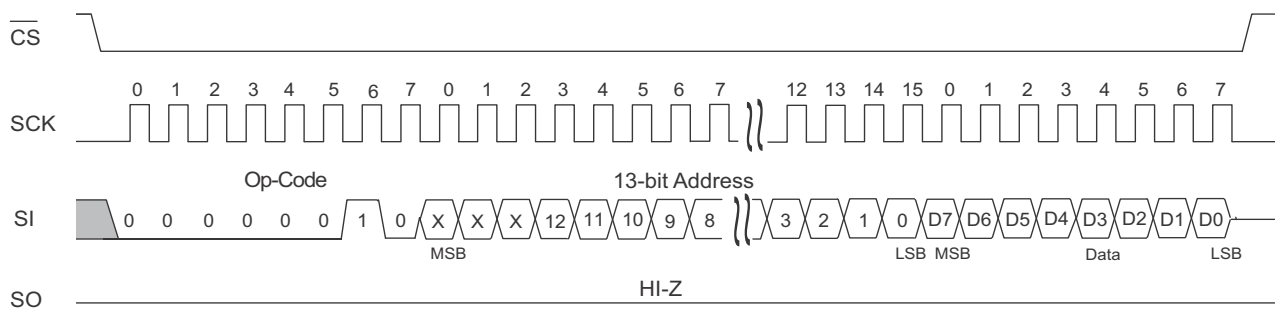 CS
0 1 2 3 4 5 6 7 0 1 2 3 4 5 6 7 12 13 14 15 0 1 2 3 4 5 6 7
SCK
Op-Code 13-bit Address
SI 0 0 0 0 0 0 1 0 X X X 12 11 10 9 8 3 2 1 0 D7 D6 D5 D4 D3 D2 D1 D0
MSB LSB MSB Data LSB
HI-Z
SO